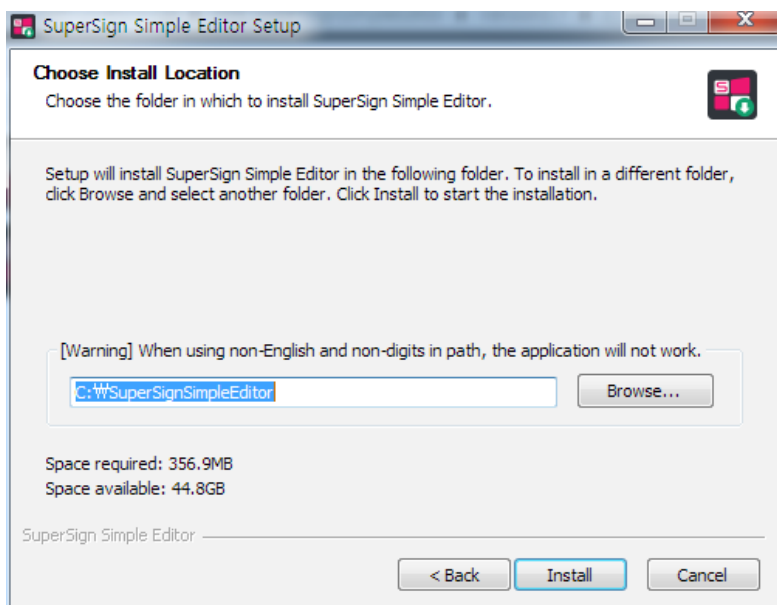 SuperSign Simple Editor Setup
Choose Install Location
Choose the folder in which to install SuperSign Simple Editor.
S
Setup will install SuperSign Simple Editor in the following folder. To install in a different folder,
click Browse and select another folder. Click Install to start the installation.
[Warning] When using non-English and non-digits in path, the application will not work.
C:₩SuperSignSimpleEditor
Browse...
Space required: 356.9MB
Space available: 44.8GB
SuperSign Simple Editor
< Back
Install
Cancel